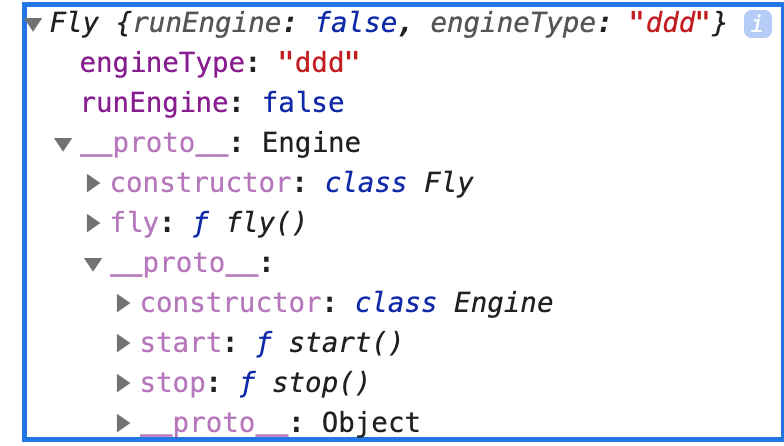 Fly {runEngine: false, engineType: "ddd"} i
engineType: "ddd"
runEngine: false
__proto__: Engine
constructor: class Fly
fly: ƒ fly()
__proto__:
constructor: class Engine
start: ƒ start()
stop: ƒ stop()
__proto__: Object